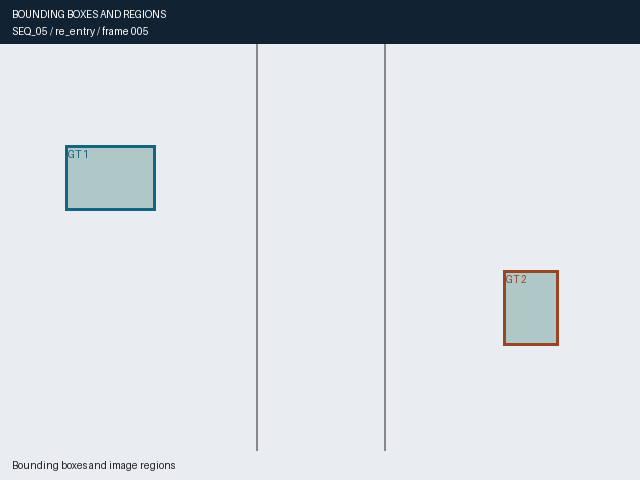 BOUNDING BOXES AND REGIONS
SEQ_05 / re_entry / frame 005
GT1
GT2
Bounding boxes and image regions